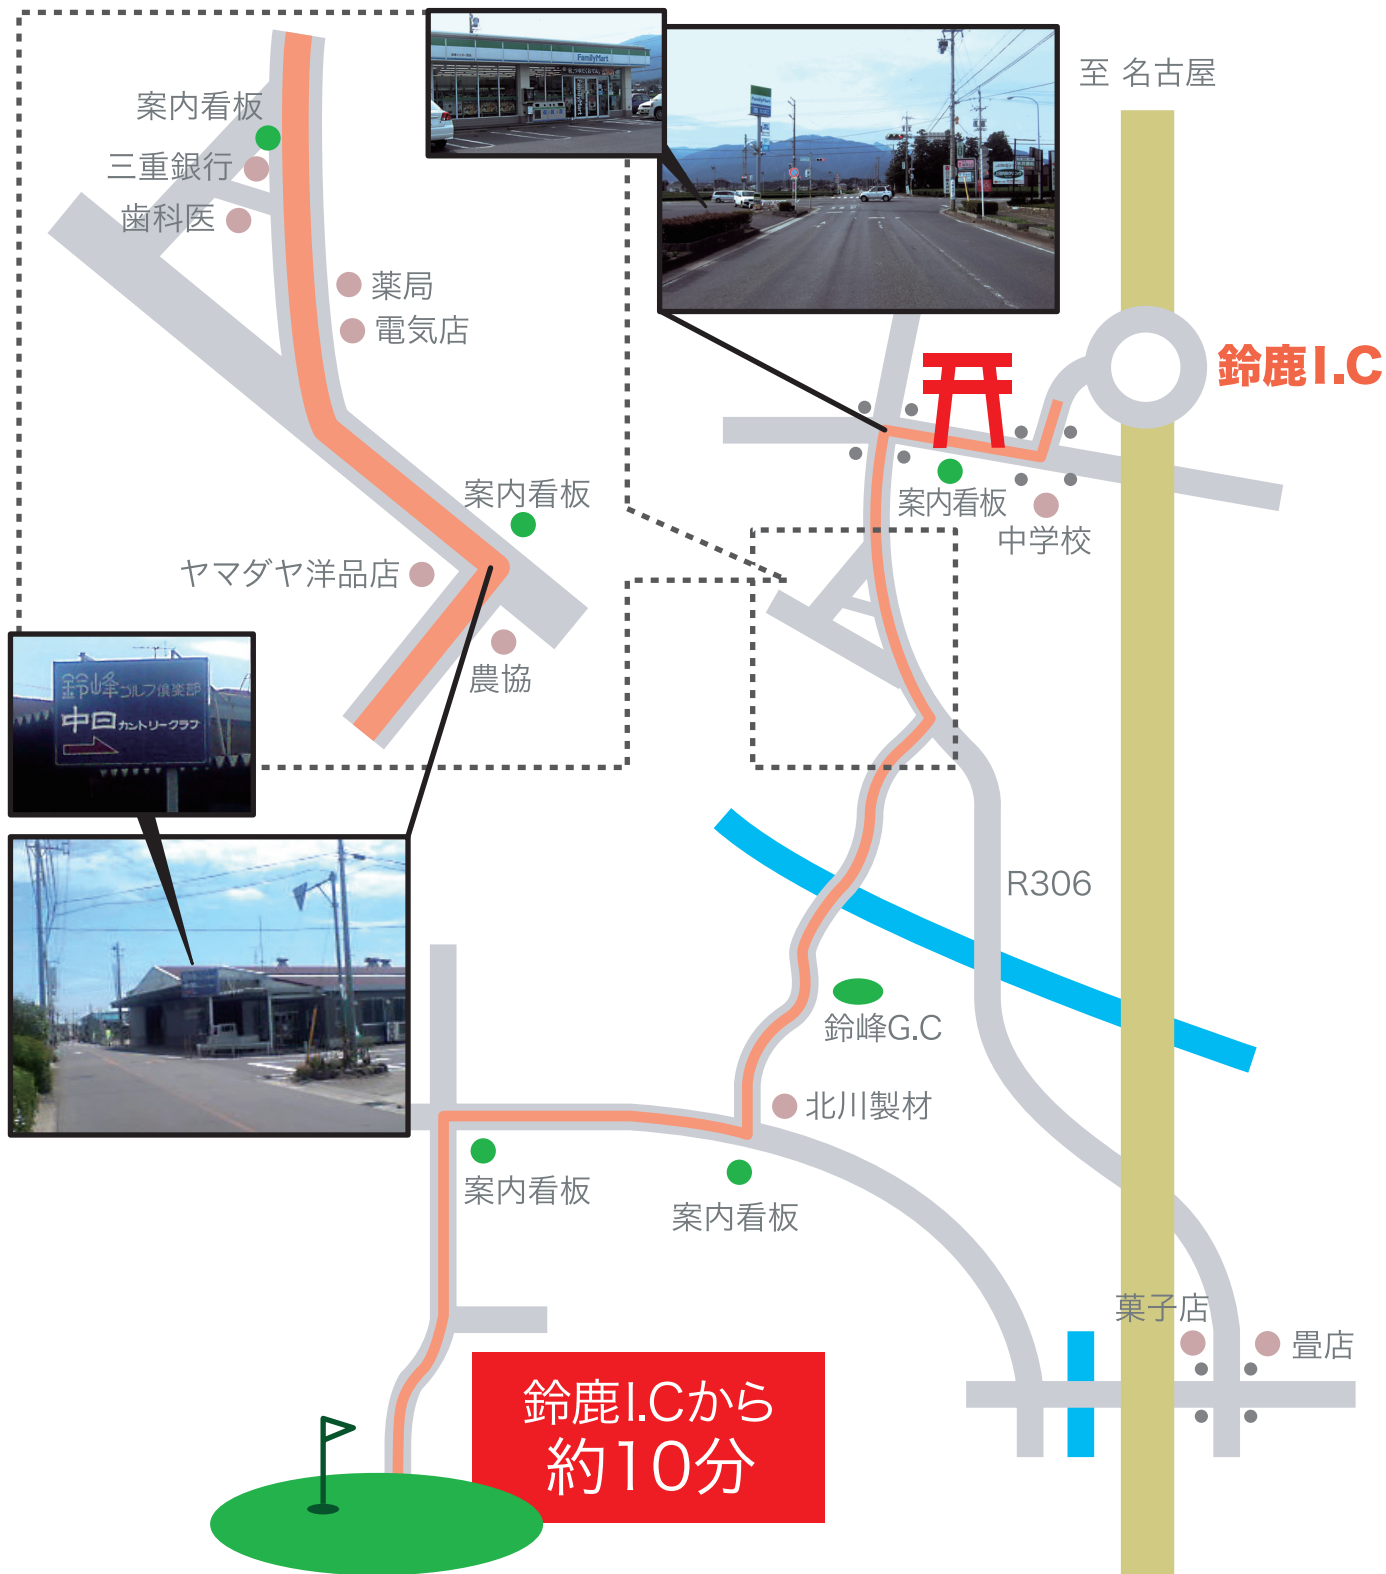 FamilyMart
至 名古屋
案内看板
三重銀行
歯科医
薬局
電気店
鈴鹿I.C
案内看板
中学校
案内看板
ヤマダヤ洋品店
農協
鈴峰ゴルフ倶楽部
中日カントリークラブ
R306
鈴峰G.C
北川製材
案内看板
案内看板
菓子店
畳店
鈴鹿I.Cから
約10分